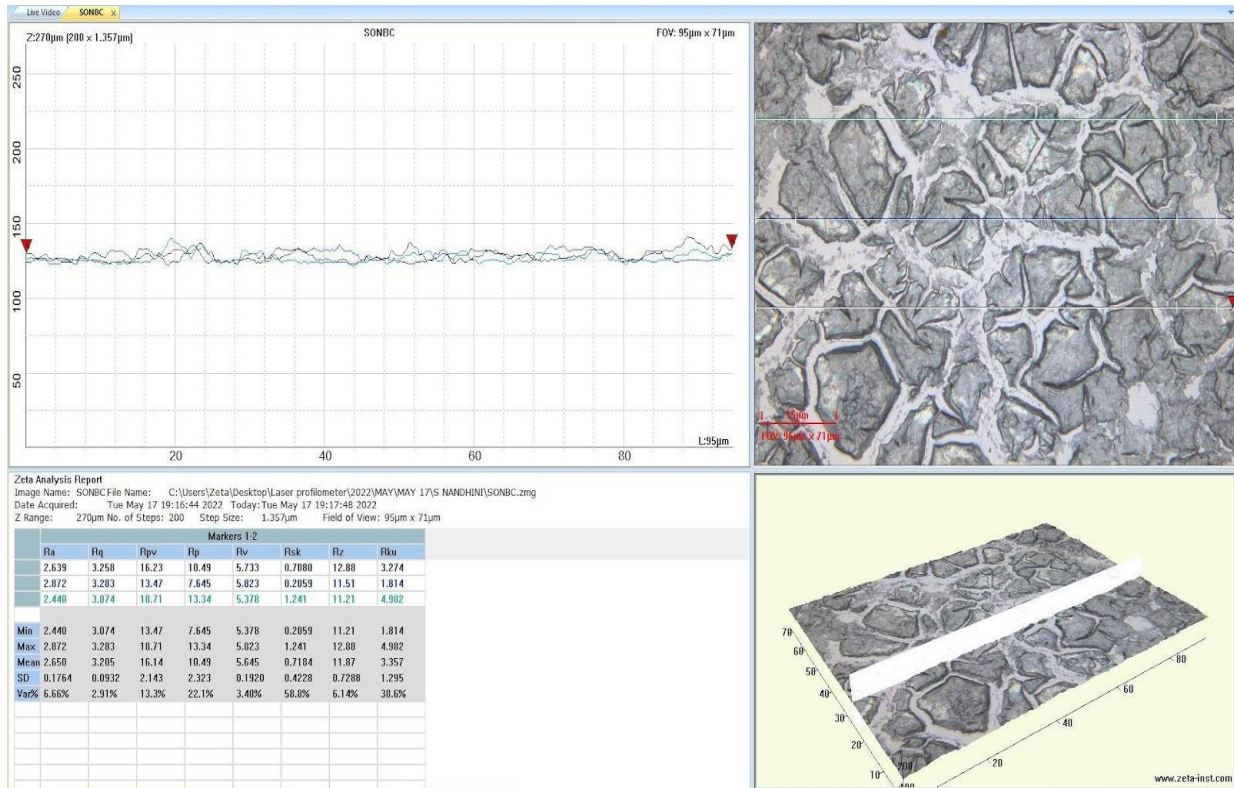 Live Video SONBC x
Z:270µm (200 x 1.357µm) SONBC FOV: 95µm x 71µm
250
200
150
100
50
L:95µm
20 40 60 80
15µm
FOV: 95µm x 71µm
Zeta Analysis Report
Image Name: SONBC File Name: C:\Users\Zeta\Desktop\Laser profilometer\2022\MAY\MAY 17\S NANDHINI\SONBC.zmg
Date Acquired: Tue May 17 19:16:44 2022 Today: Tue May 17 19:17:48 2022
Z Range: 270µm No. of Steps: 200 Step Size: 1.357µm Field of View: 95µm x 71µm
Markers 1-2
Ra Rq Rpv Rp Rv Rsk Rz Rku
2.639 3.258 16.23 10.49 5.733 0.7080 12.88 3.274
2.872 3.283 13.47 7.645 5.823 0.2059 11.51 1.814
2.440 3.074 18.71 13.34 5.378 1.241 11.21 4.982
Min 2.440 3.074 13.47 7.645 5.378 0.2059 11.21 1.814
Max 2.872 3.283 18.71 13.34 5.823 1.241 12.88 4.982
Mean 2.650 3.205 16.14 10.49 5.645 0.7184 11.87 3.357
SD 0.1764 0.0932 2.143 2.323 0.1920 0.4228 0.7288 1.295
Var% 6.66% 2.91% 13.3% 22.1% 3.40% 58.8% 6.14% 38.6%
70
60
50
40
30
20
10
20
40
60
80
www.zeta-inst.com